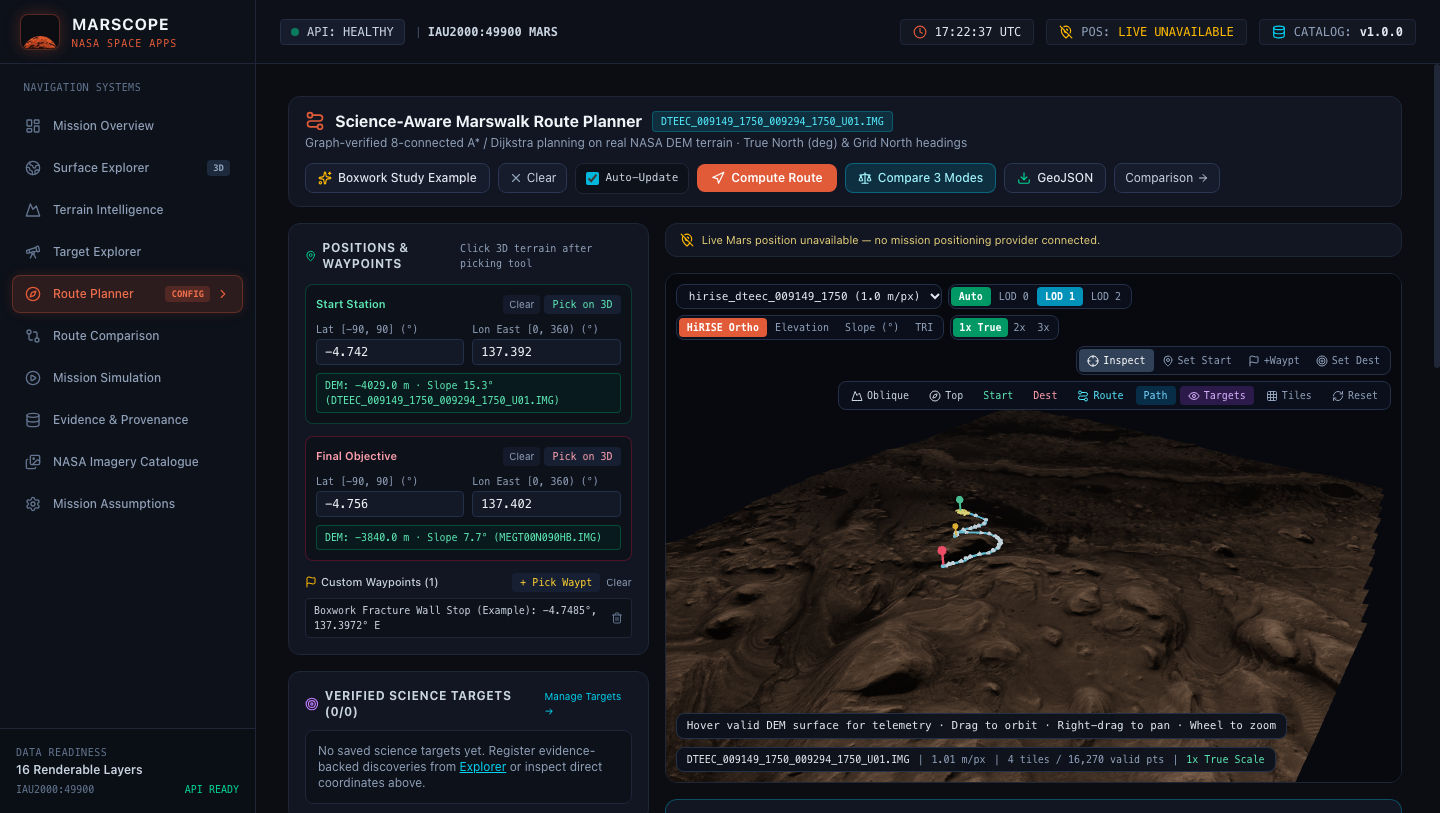 MARSCOPE
NASA SPACE APPS
API: HEALTHY
| IAU2000:49900 MARS
17:22:37 UTC
POS: LIVE UNAVAILABLE
CATALOG: v1.0.0
NAVIGATION SYSTEMS
Mission Overview
Surface Explorer 3D
Terrain Intelligence
Target Explorer
Route Planner CONFIG
Route Comparison
Mission Simulation
Evidence & Provenance
NASA Imagery Catalogue
Mission Assumptions
DATA READINESS
16 Renderable Layers
IAU2000:49900 API READY
Science-Aware Marswalk Route Planner DTEEC_009149_1750_009294_1750_U01.IMG
Graph-verified 8-connected A* / Dijkstra planning on real NASA DEM terrain · True North (deg) & Grid North headings
Boxwork Study Example
Clear
Auto-Update
Compute Route
Compare 3 Modes
GeoJSON
Comparison →
POSITIONS &
WAYPOINTS
Click 3D terrain after
picking tool
Start Station Clear Pick on 3D
Lat [−90, 90] (°) Lon East [0, 360) (°)
−4.742 137.392
DEM: −4029.0 m · Slope 15.3°
(DTEEC_009149_1750_009294_1750_U01.IMG)
Final Objective Clear Pick on 3D
Lat [−90, 90] (°) Lon East [0, 360) (°)
−4.756 137.402
DEM: −3840.0 m · Slope 7.7° (MEGT00N090HB.IMG)
Custom Waypoints (1) + Pick Waypt Clear
Boxwork Fracture Wall Stop (Example): −4.7485°,
137.3972° E
VERIFIED SCIENCE TARGETS
(0/0)
Manage Targets
→
No saved science targets yet. Register evidence-
backed discoveries from Explorer or inspect direct
coordinates above.
Live Mars position unavailable — no mission positioning provider connected.
hirise_dteec_009149_1750 (1.0 m/px) Auto LOD 0 LOD 1 LOD 2
HiRISE Ortho Elevation Slope (°) TRI 1x True 2x 3x
Inspect Set Start +Waypt Set Dest
Oblique Top Start Dest Route Path Targets Tiles Reset
Hover valid DEM surface for telemetry · Drag to orbit · Right-drag to pan · Wheel to zoom
DTEEC_009149_1750_009294_1750_U01.IMG | 1.01 m/px | 4 tiles / 16,270 valid pts | 1x True Scale